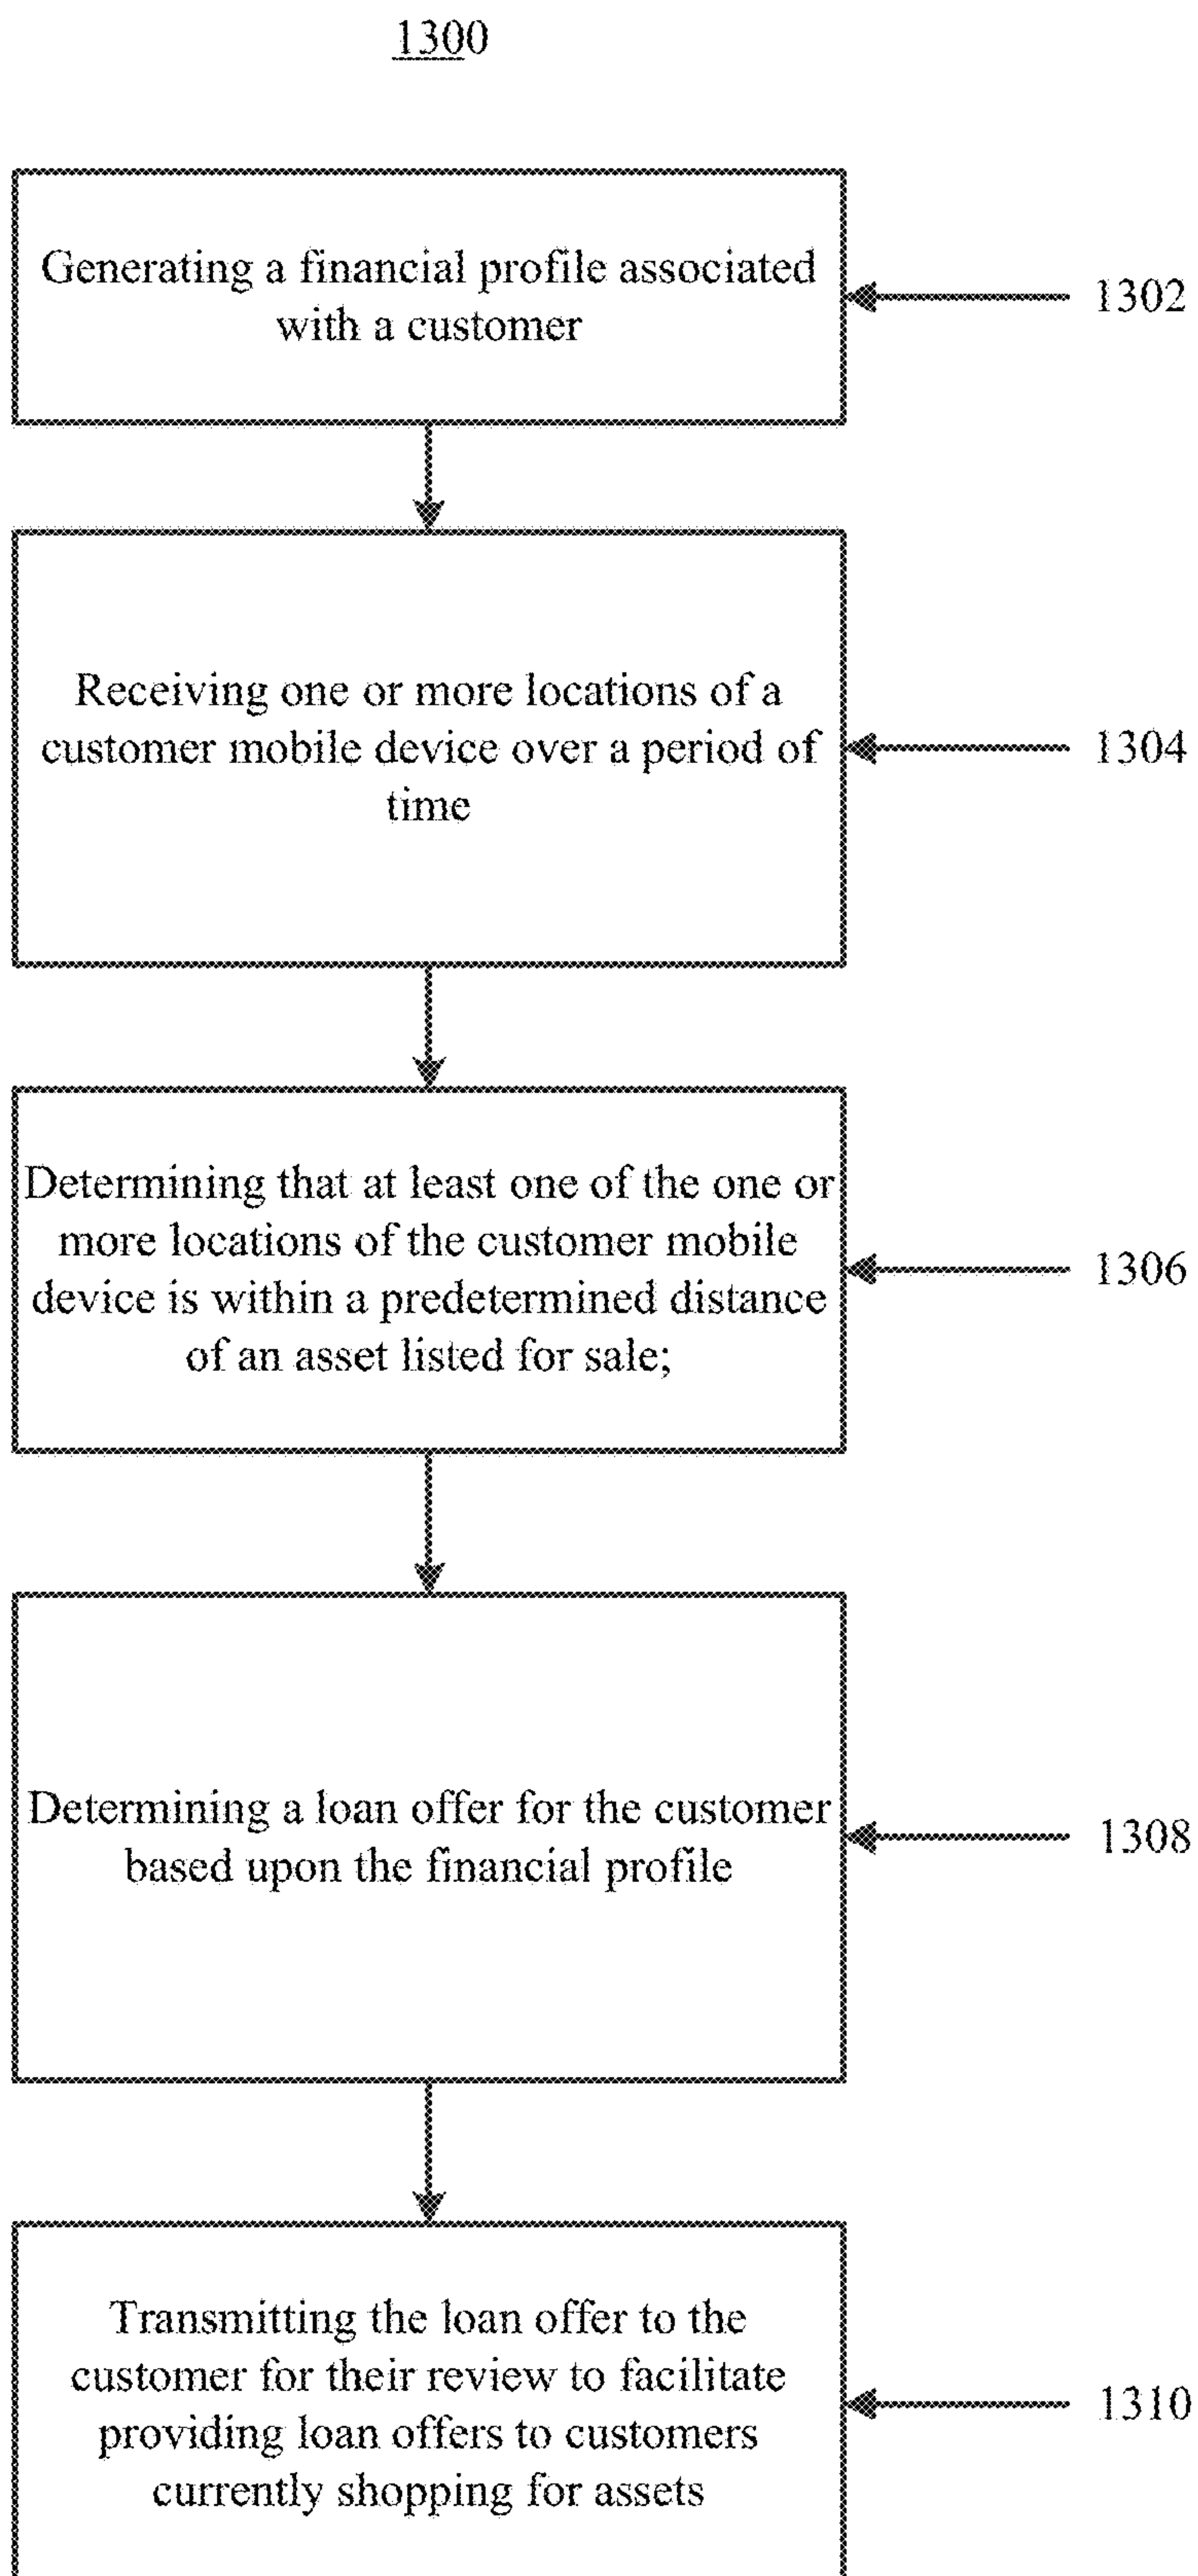 1300
Generating a financial profile associated
with a customer
1302
Receiving one or more locations of a
customer mobile device over a period of
time
1304
Determining that at least one of the one or
more locations of the customer mobile
device is within a predetermined distance
of an asset listed for sale;
1306
Determining a loan offer for the customer
based upon the financial profile
1308
Transmitting the loan offer to the
customer for their review to facilitate
providing loan offers to customers
currently shopping for assets
1310